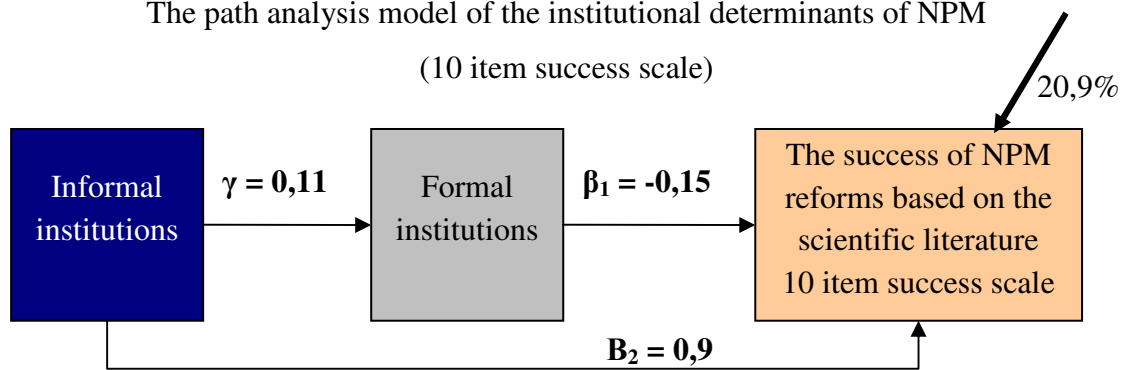 The path analysis model of the institutional determinants of NPM
(10 item success scale)
20,9%
Informal
institutions
γ = 0,11
Formal
institutions
β₁ = -0,15
The success of NPM
reforms based on the
scientific literature
10 item success scale
B₂ = 0,9